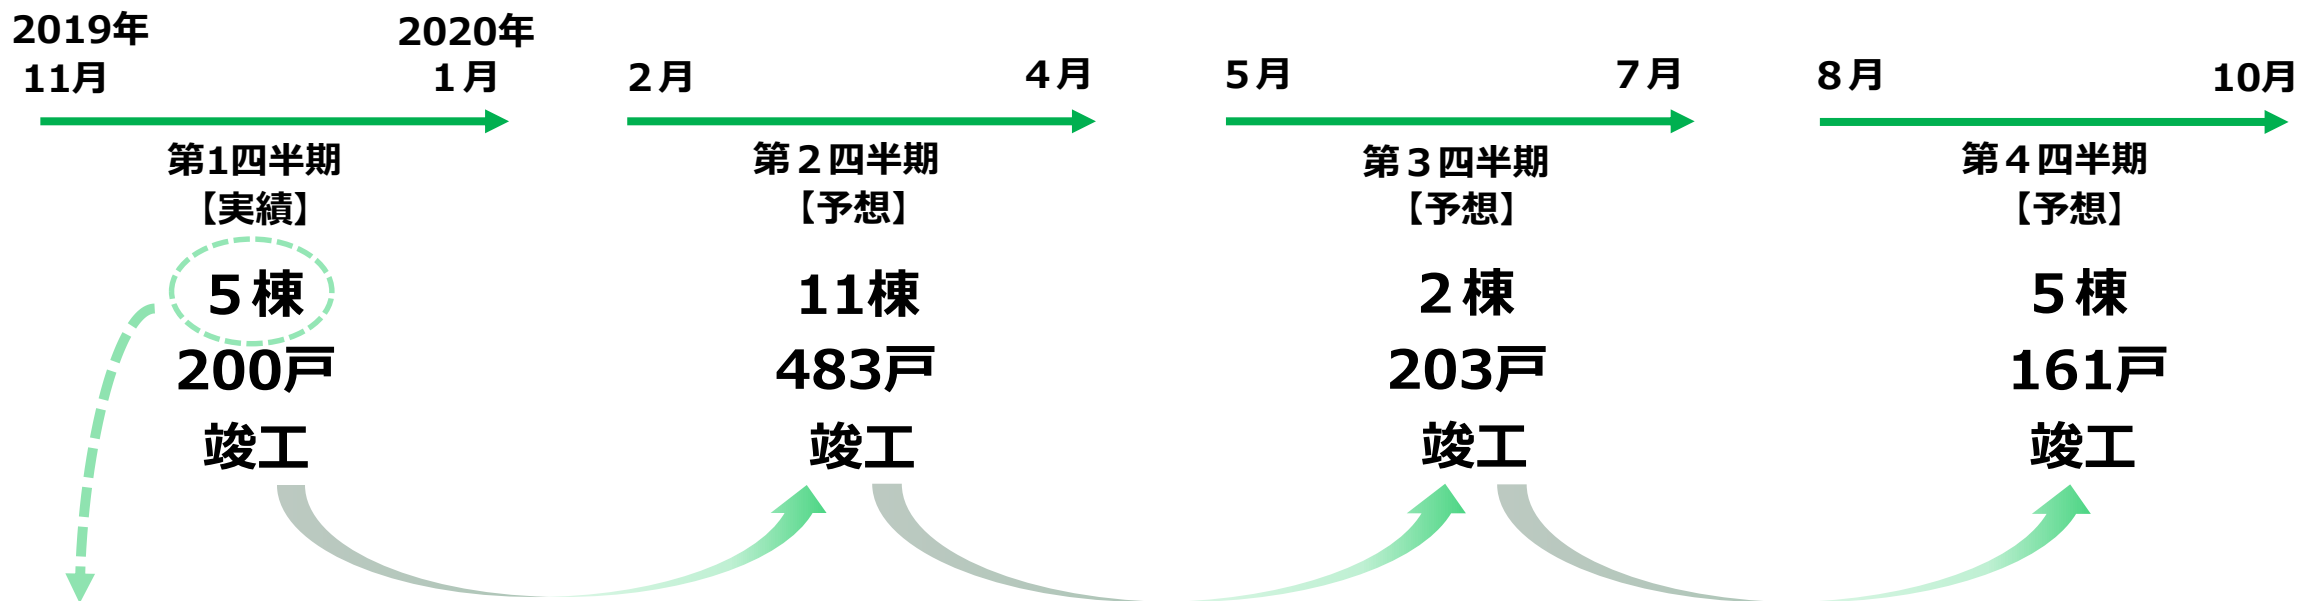 2019年
11月
2020年
１月
第1四半期
【実績】
５棟
200戸
竣工
２月
４月
第２四半期
【予想】
11棟
483戸
竣工
５月
７月
第３四半期
【予想】
２棟
203戸
竣工
８月
10月
第４四半期
【予想】
５棟
161戸
竣工